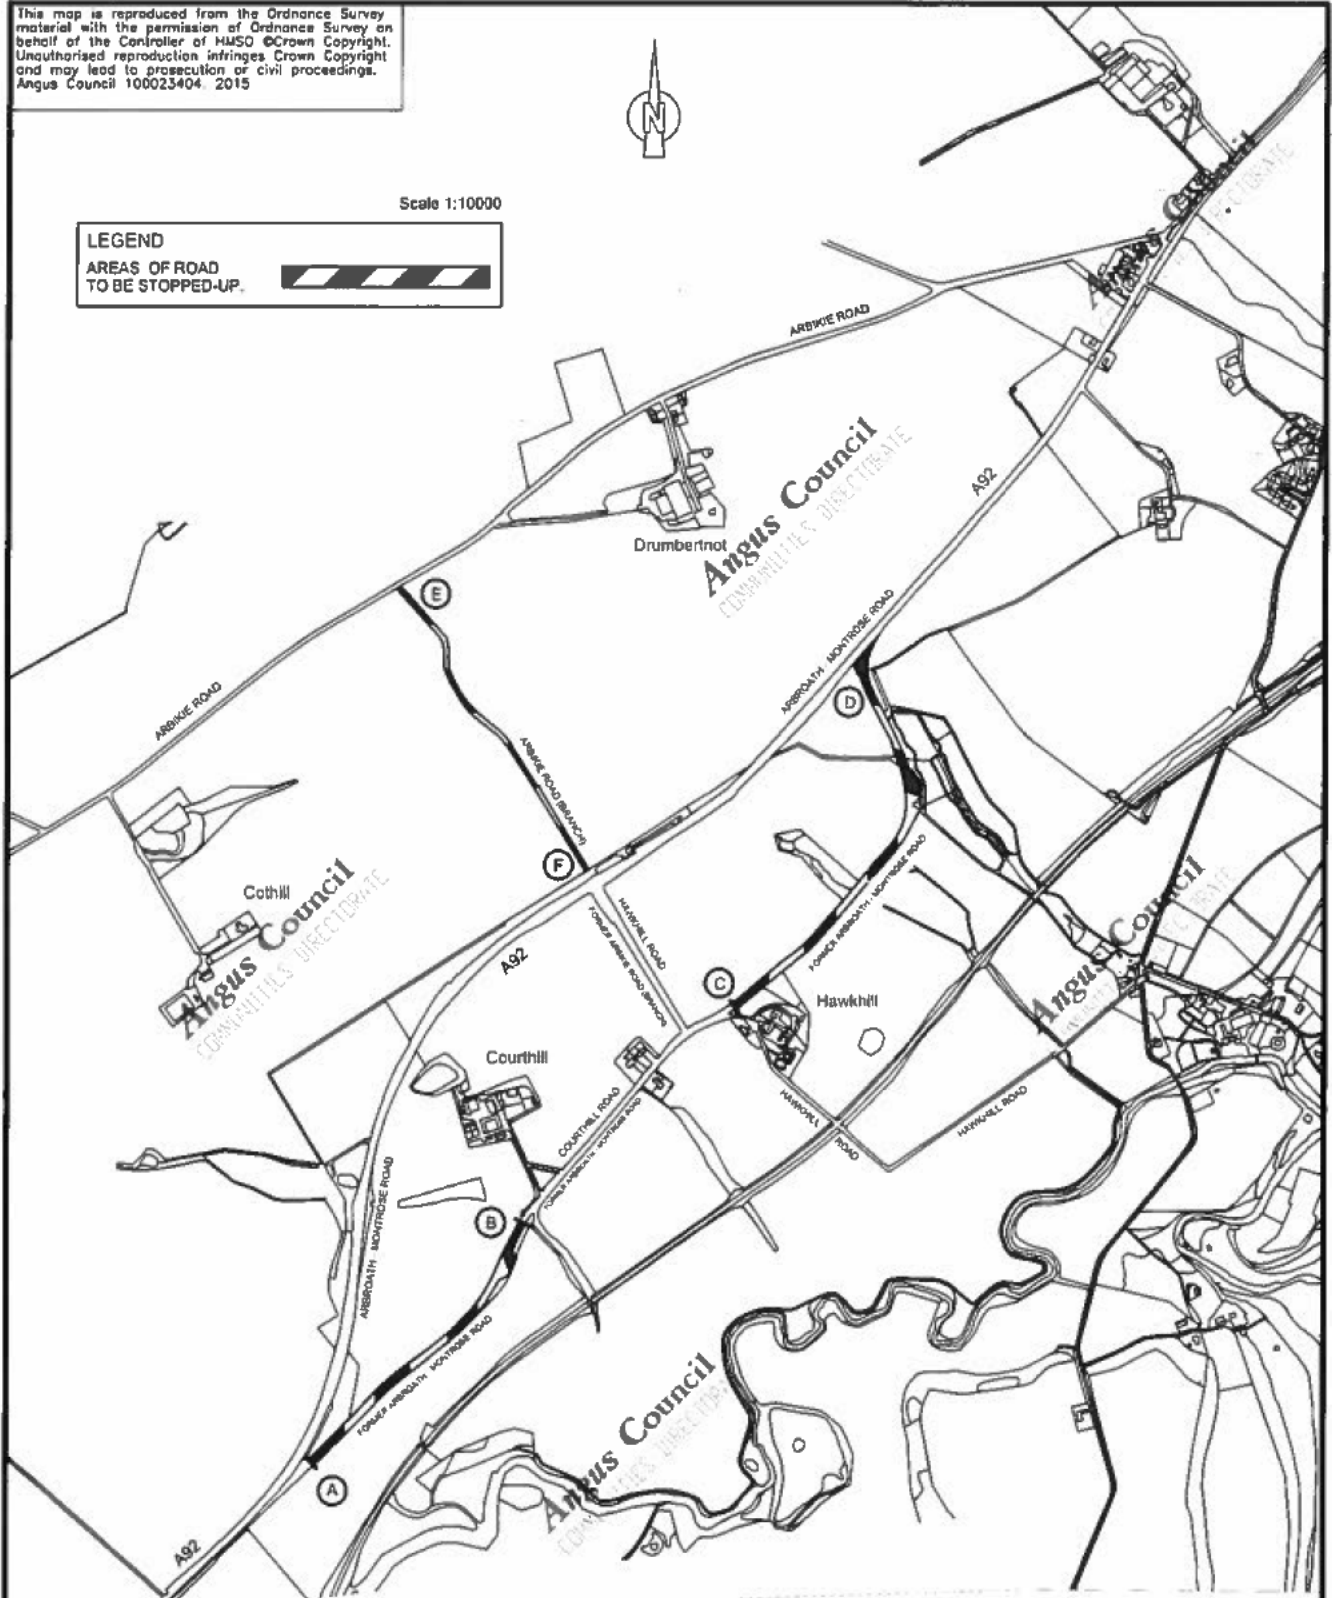 This map is reproduced from the Ordnance Survey
material with the permission of Ordnance Survey on
behalf of the Controller of HMSO ©Crown Copyright.
Unauthorised reproduction infringes Crown Copyright
and may lead to prosecution or civil proceedings.
Angus Council 100023404. 2015
N
Scale 1:10000
LEGEND
AREAS OF ROAD
TO BE STOPPED-UP.
ARBIKIE ROAD
Angus Council
COMMUNITIES DIRECTORATE
A92
Drumbertnot
E
ARBROATH - MONTROSE ROAD
D
ARBIKIE ROAD
ARBIKIE ROAD (BRANCH)
F
Cothill
Angus Council
COMMUNITIES DIRECTORATE
HAWKHILL ROAD
FORMER ARBIKIE ROAD (BRANCH)
FORMER ARBROATH - MONTROSE ROAD
A92
C
Hawkhill
Angus Council
Courthill
COURTHILL ROAD
FORMER ARBROATH - MONTROSE ROAD
HAWKHILL ROAD
HAWKHILL ROAD
ARBROATH - MONTROSE ROAD
B
FORMER ARBROATH - MONTROSE ROAD
Angus Council
A
A92